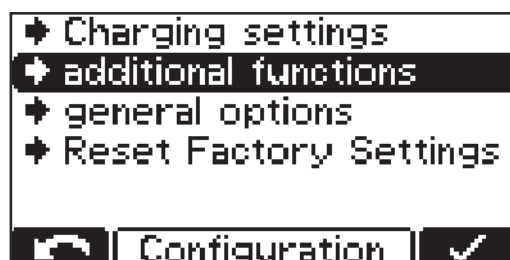 Charging settings
additional functions
general options
Reset Factory Settings
Configuration